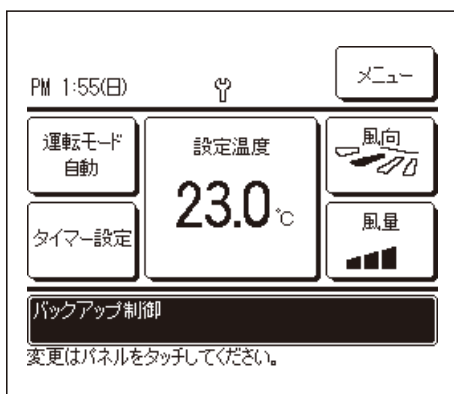 PM 1:55(日)
メニュー
運転モード
自動
設定温度
23.0℃
風向
タイマー設定
風量
バックアップ制御
変更はパネルをタッチしてください。